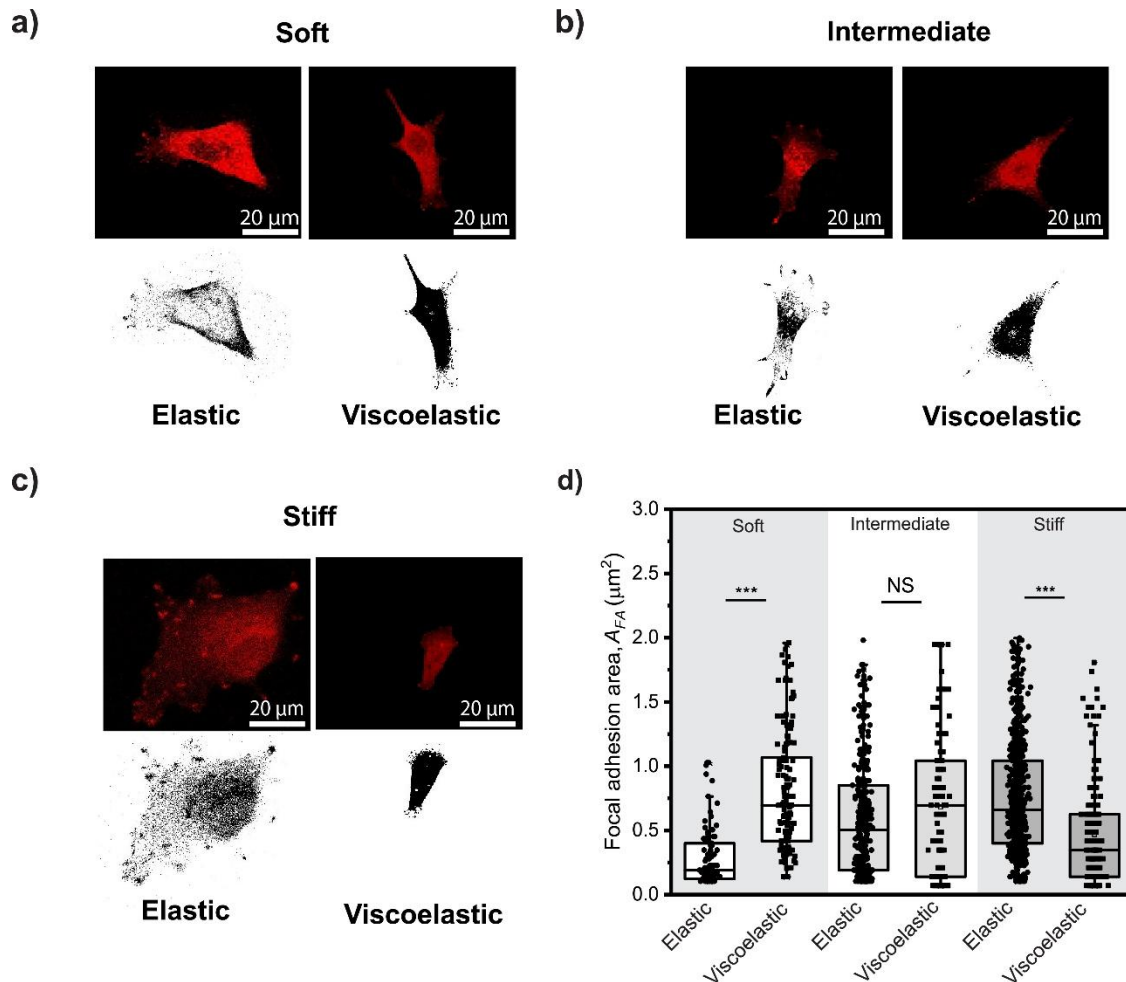 a)
Soft
20 μm
20 μm
Elastic
Viscoelastic
b)
Intermediate
20 μm
20 μm
Elastic
Viscoelastic
c)
Stiff
20 μm
20 μm
Elastic
Viscoelastic
d)
Focal adhesion area, A_FA (μm²)
3.0
2.5
2.0
1.5
1.0
0.5
0.0
Soft
Intermediate
Stiff
***
NS
***
Elastic
Viscoelastic
Elastic
Viscoelastic
Elastic
Viscoelastic